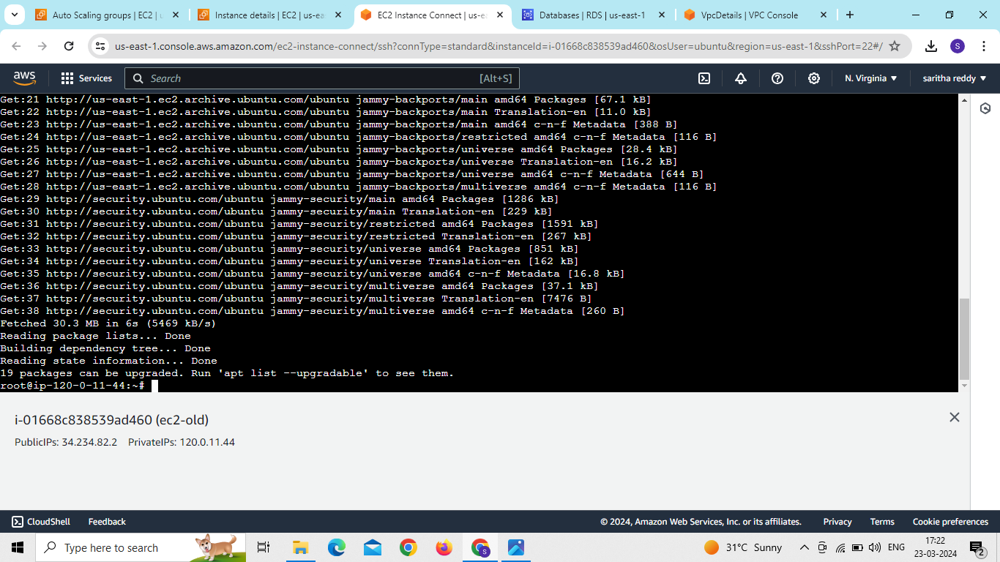 Auto Scaling groups | EC2 | u
Instance details | EC2 | us-ea
EC2 Instance Connect | us-e
Databases | RDS | us-east-1
VpcDetails | VPC Console
us-east-1.console.aws.amazon.com/ec2-instance-connect/ssh?connType=standard&instanceId=i-01668c838539ad460&osUser=ubuntu&region=us-east-1&sshPort=22#/
S
aws
Services
Search
[Alt+S]
N. Virginia
saritha reddy
Get:21 http://us-east-1.ec2.archive.ubuntu.com/ubuntu jammy-backports/main amd64 Packages [67.1 kB]
Get:22 http://us-east-1.ec2.archive.ubuntu.com/ubuntu jammy-backports/main Translation-en [11.0 kB]
Get:23 http://us-east-1.ec2.archive.ubuntu.com/ubuntu jammy-backports/main amd64 c-n-f Metadata [388 B]
Get:24 http://us-east-1.ec2.archive.ubuntu.com/ubuntu jammy-backports/restricted amd64 c-n-f Metadata [116 B]
Get:25 http://us-east-1.ec2.archive.ubuntu.com/ubuntu jammy-backports/universe amd64 Packages [28.4 kB]
Get:26 http://us-east-1.ec2.archive.ubuntu.com/ubuntu jammy-backports/universe Translation-en [16.2 kB]
Get:27 http://us-east-1.ec2.archive.ubuntu.com/ubuntu jammy-backports/universe amd64 c-n-f Metadata [644 B]
Get:28 http://us-east-1.ec2.archive.ubuntu.com/ubuntu jammy-backports/multiverse amd64 c-n-f Metadata [116 B]
Get:29 http://security.ubuntu.com/ubuntu jammy-security/main amd64 Packages [1286 kB]
Get:30 http://security.ubuntu.com/ubuntu jammy-security/main Translation-en [229 kB]
Get:31 http://security.ubuntu.com/ubuntu jammy-security/restricted amd64 Packages [1591 kB]
Get:32 http://security.ubuntu.com/ubuntu jammy-security/restricted Translation-en [267 kB]
Get:33 http://security.ubuntu.com/ubuntu jammy-security/universe amd64 Packages [851 kB]
Get:34 http://security.ubuntu.com/ubuntu jammy-security/universe Translation-en [162 kB]
Get:35 http://security.ubuntu.com/ubuntu jammy-security/universe amd64 c-n-f Metadata [16.8 kB]
Get:36 http://security.ubuntu.com/ubuntu jammy-security/multiverse amd64 Packages [37.1 kB]
Get:37 http://security.ubuntu.com/ubuntu jammy-security/multiverse Translation-en [7476 B]
Get:38 http://security.ubuntu.com/ubuntu jammy-security/multiverse amd64 c-n-f Metadata [260 B]
Fetched 30.3 MB in 6s (5469 kB/s)
Reading package lists... Done
Building dependency tree... Done
Reading state information... Done
19 packages can be upgraded. Run 'apt list --upgradable' to see them.
root@ip-120-0-11-44:~#
i-01668c838539ad460 (ec2-old)
PublicIPs: 34.234.82.2 PrivateIPs: 120.0.11.44
CloudShell
Feedback
© 2024, Amazon Web Services, Inc. or its affiliates.
Privacy
Terms
Cookie preferences
Type here to search
S
31°C Sunny
ENG
17:22
23-03-2024
2